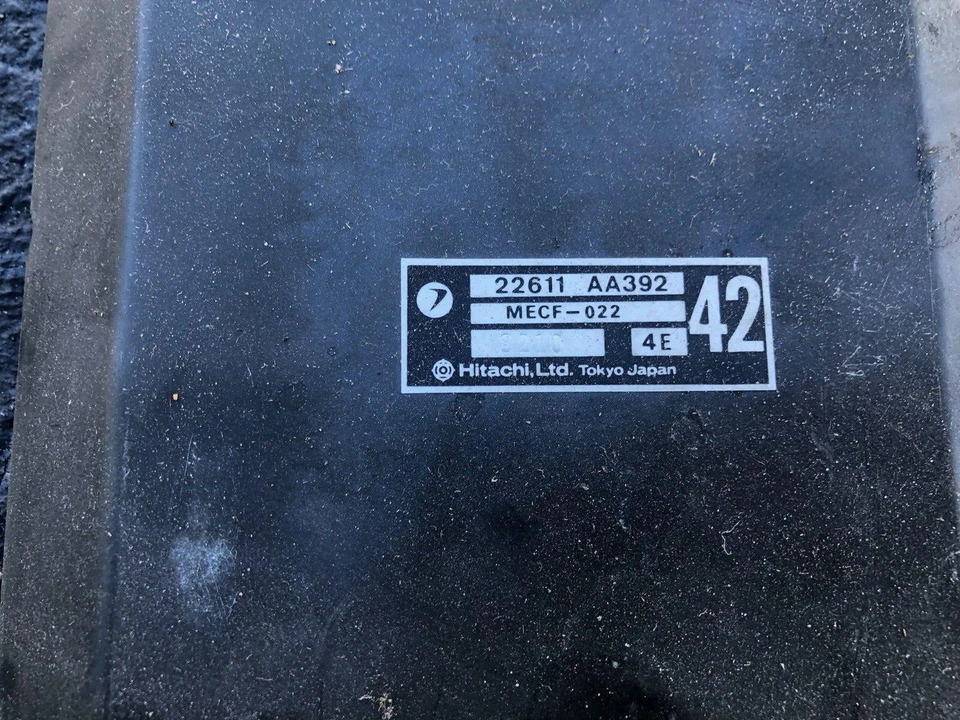 22611 AA392
MECF-022
42
4E
Hitachi, Ltd. Tokyo Japan